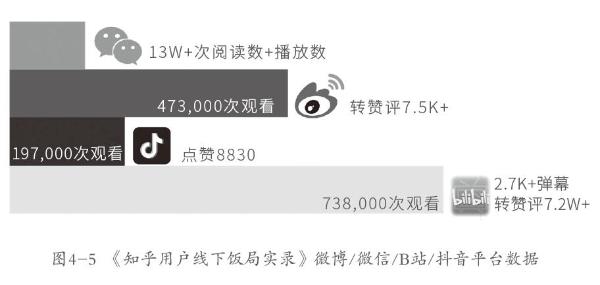 13W+次阅读数+播放数
473,000次观看
转赞评7.5K+
197,000次观看
点赞8830
2.7K+弹幕
738,000次观看
bilibili
转赞评7.2W+
图4-5 《知乎用户线下饭局实录》微博/微信/B站/抖音平台数据